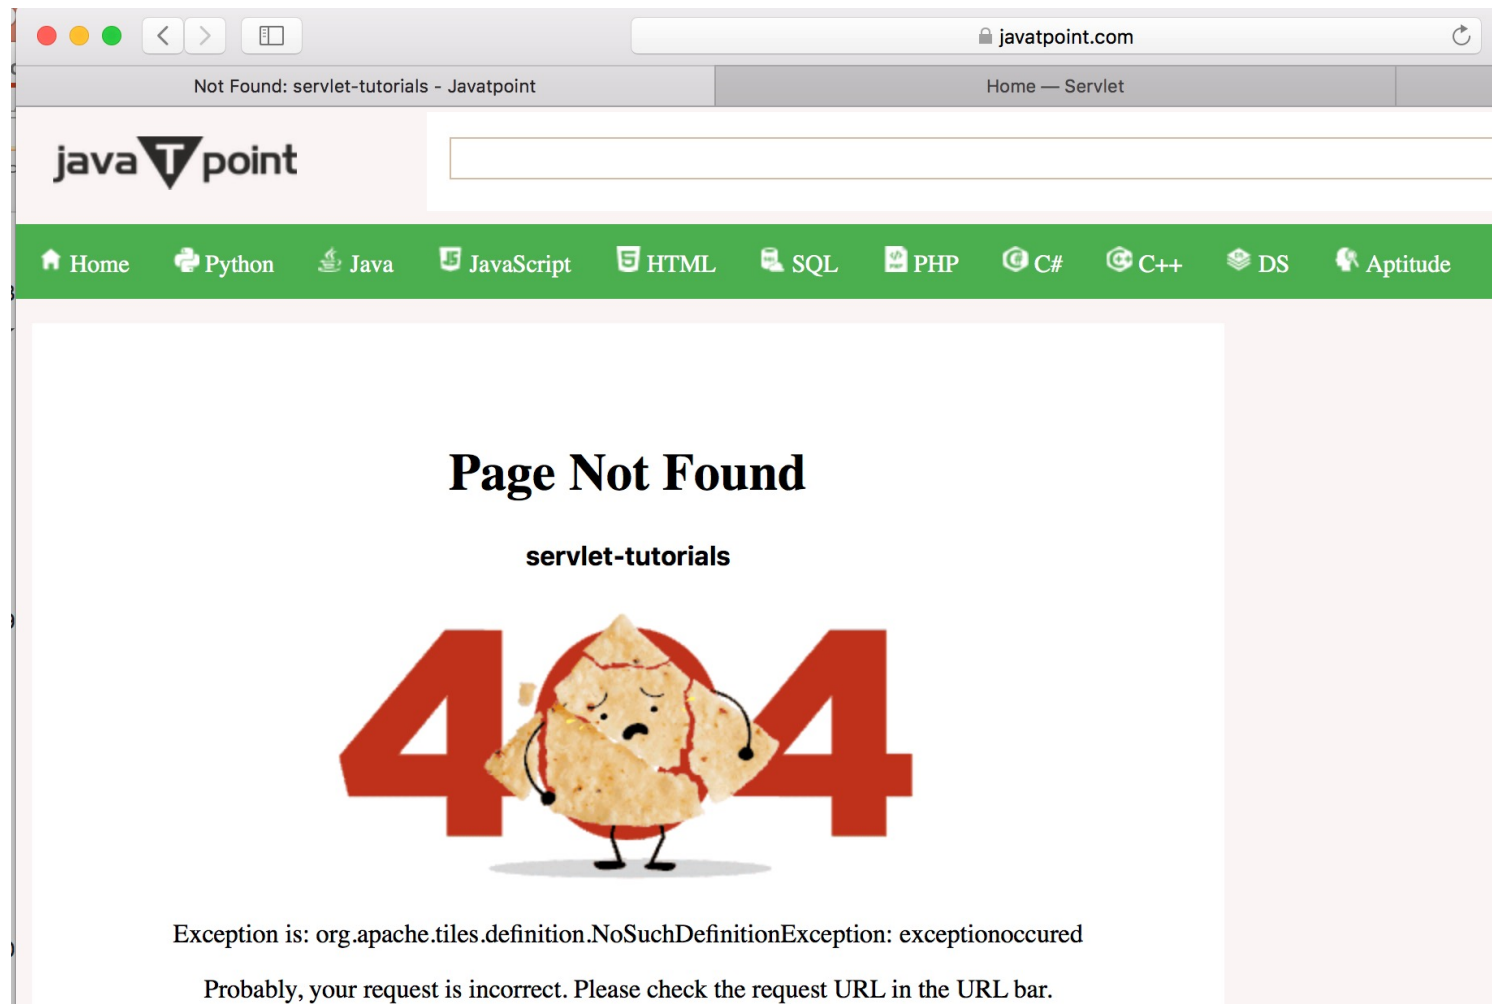 javatpoint.com
Not Found: servlet-tutorials - Javatpoint
Home — Servlet
java T point
Home Python Java JavaScript HTML SQL PHP C# C++ DS Aptitude
Page Not Found
servlet-tutorials
404
Exception is: org.apache.tiles.definition.NoSuchDefinitionException: exceptionoccured
Probably, your request is incorrect. Please check the request URL in the URL bar.